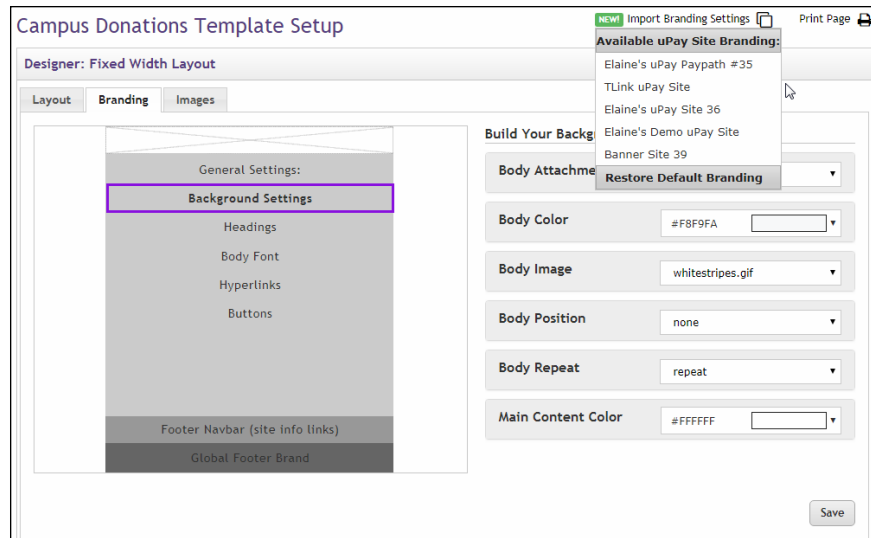 Campus Donations Template Setup
NEW! Import Branding Settings
Print Page
Available uPay Site Branding:
Elaine's uPay Paypath #35
TLink uPay Site
Elaine's uPay Site 36
Elaine's Demo uPay Site
Banner Site 39
Restore Default Branding
Designer: Fixed Width Layout
Layout
Branding
Images
General Settings:
Background Settings
Headings
Body Font
Hyperlinks
Buttons
Footer Navbar (site info links)
Global Footer Brand
Build Your Backg
Body Attachme
Body Color
#F8F9FA
Body Image
whitestripes.gif
Body Position
none
Body Repeat
repeat
Main Content Color
#FFFFFF
Save